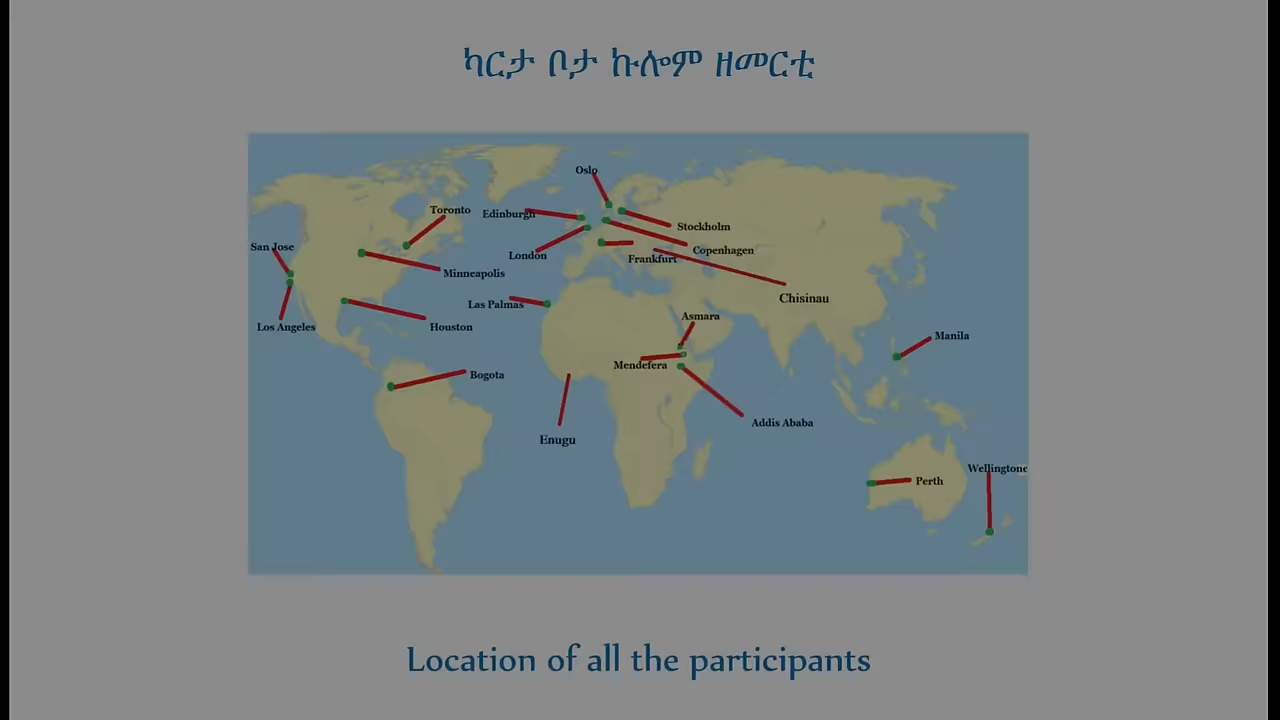 ካርታ ቦታ ኩሎም ዘመርቲ
Oslo
Toronto
Edinburgh
Stockholm
San Jose
Copenhagen
London
Frankfurt
Minneapolis
Chisinau
Las Palmas
Asmara
Los Angeles
Houston
Manila
Mendefera
Bogota
Addis Ababa
Enugu
Wellingtone
Perth
Location of all the participants